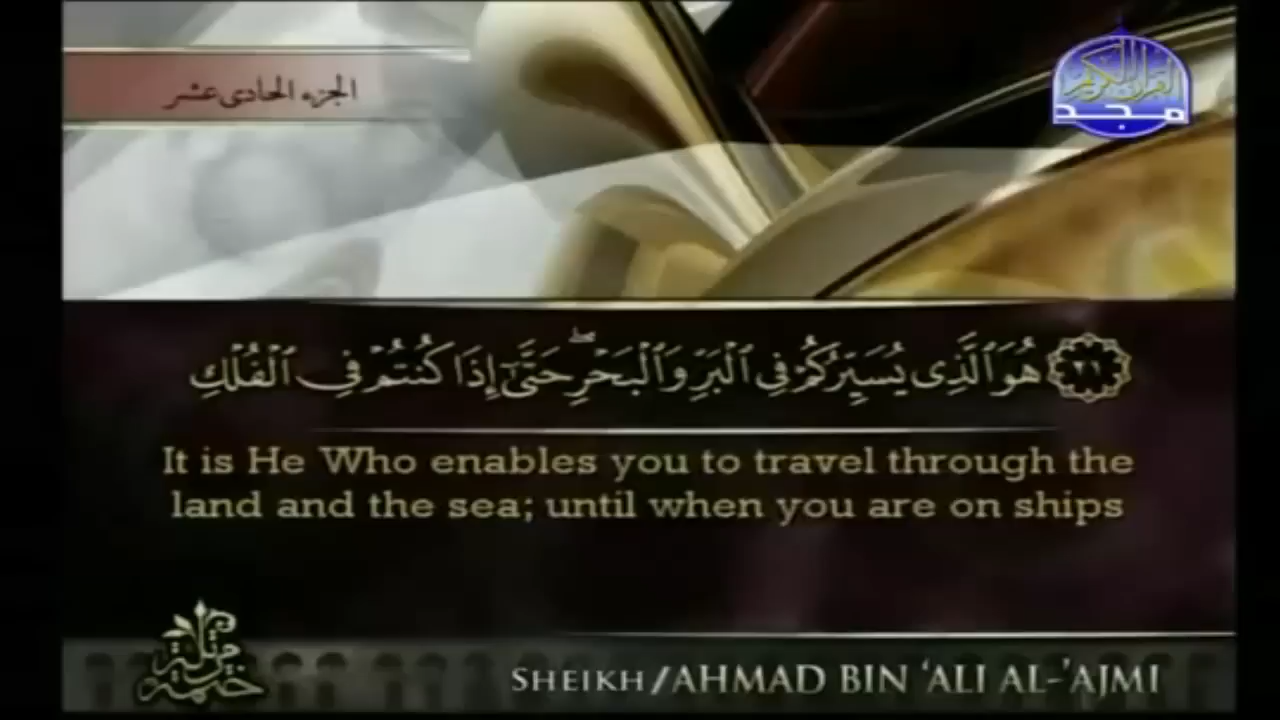 الجزء الحادى عشر
القرآن الكريم
مجد
٢١ هُوَ ٱلَّذِى يُسَيِّرُكُمْ فِى ٱلْبَرِّ وَٱلْبَحْرِ ۖ حَتَّىٰٓ إِذَا كُنتُمْ فِى ٱلْفُلْكِ
It is He Who enables you to travel through the
land and the sea; until when you are on ships
ختمة مرتلة
SHEIKH/AHMAD BIN ‘ALI AL-’AJMI